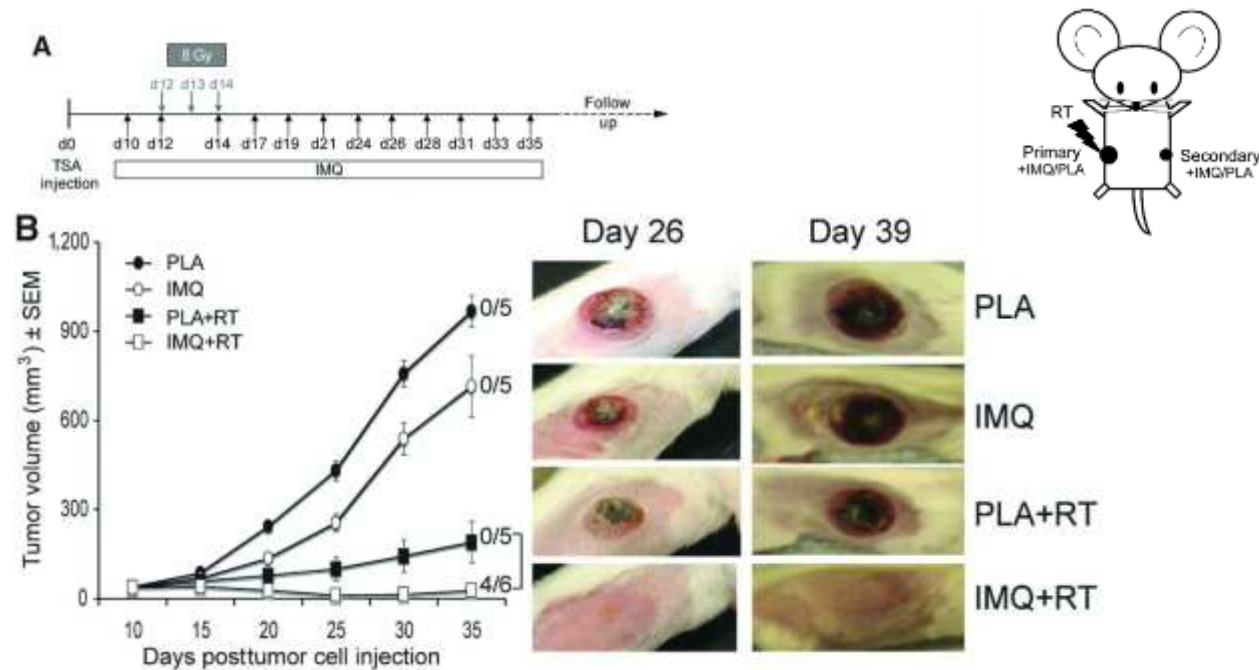 A
8 Gy
d12 d13 d14
Follow up
d0
d10 d12 d14 d17 d19 d21 d24 d26 d28 d31 d33 d35
TSA injection
IMQ
RT
Primary
+IMQ/PLA
Secondary
+IMQ/PLA
B
Day 26
Day 39
Tumor volume (mm³) ± SEM
1,200
900
600
300
0
PLA
IMQ
PLA+RT
IMQ+RT
0/5
0/5
0/5
4/6
10 15 20 25 30 35
Days posttumor cell injection
PLA
IMQ
PLA+RT
IMQ+RT